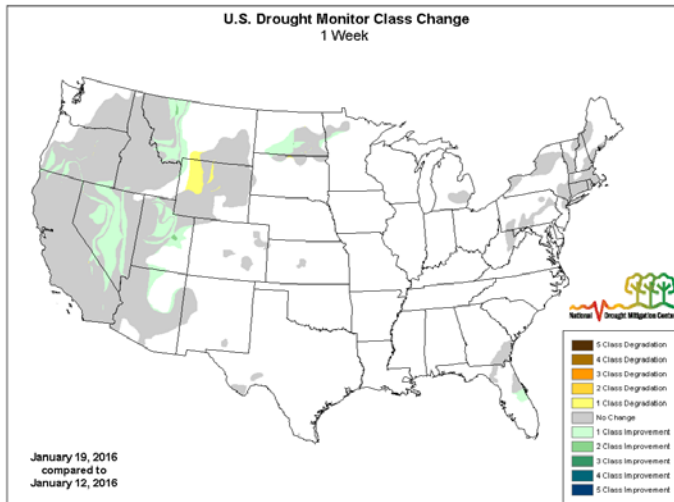 U.S. Drought Monitor Class Change
1 Week
National Drought Mitigation Center
5 Class Degradation
4 Class Degradation
3 Class Degradation
2 Class Degradation
1 Class Degradation
No Change
1 Class Improvement
2 Class Improvement
3 Class Improvement
4 Class Improvement
5 Class Improvement
January 19, 2016
compared to
January 12, 2016